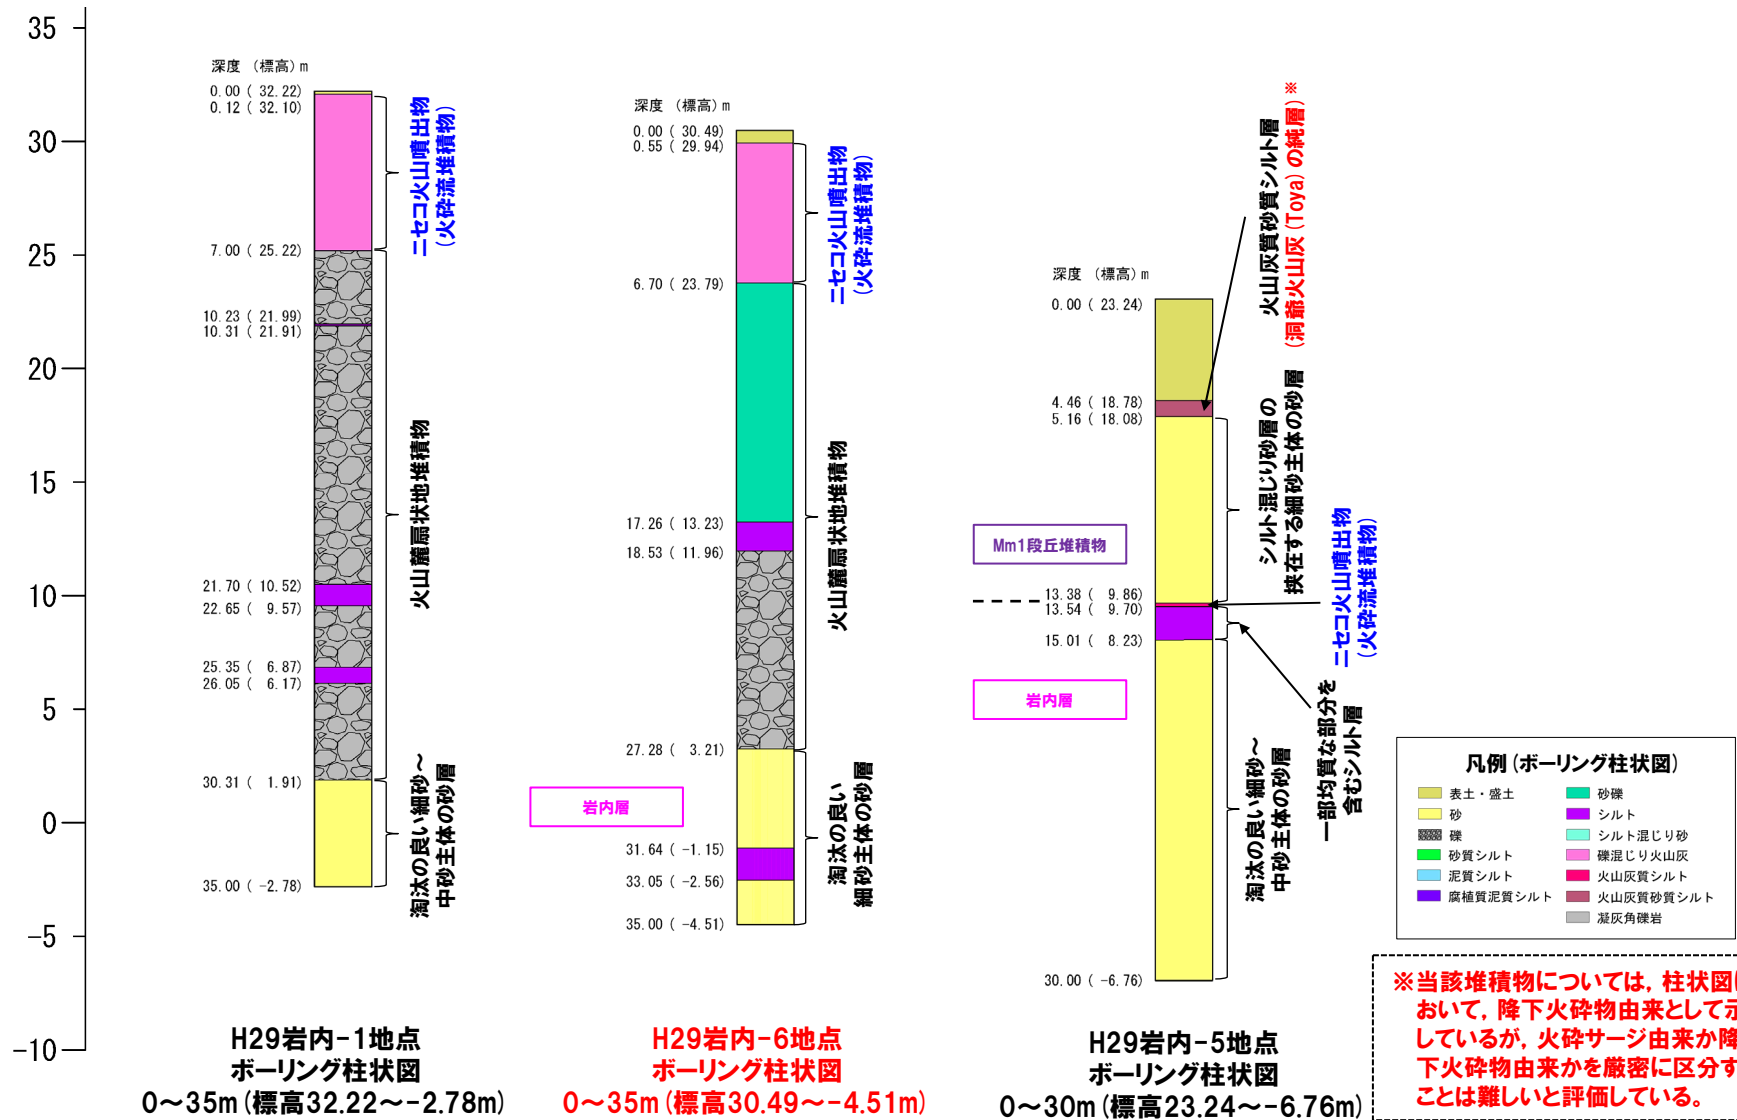 35
30
25
20
15
10
5
0
-5
-10
深度 (標高) m
0.00 ( 32.22)
0.12 ( 32.10)
7.00 ( 25.22)
10.23 ( 21.99)
10.31 ( 21.91)
21.70 ( 10.52)
22.65 ( 9.57)
25.35 ( 6.87)
26.05 ( 6.17)
30.31 ( 1.91)
35.00 ( -2.78)
ニセコ火山噴出物
(火砕流堆積物)
火山麓扇状地堆積物
淘汰の良い細砂~
中砂主体の砂層
H29岩内-1地点
ボーリング柱状図
0~35m(標高32.22~-2.78m)
深度 (標高) m
0.00 ( 30.49)
0.55 ( 29.94)
6.70 ( 23.79)
17.26 ( 13.23)
18.53 ( 11.96)
27.28 ( 3.21)
31.64 ( -1.15)
33.05 ( -2.56)
35.00 ( -4.51)
ニセコ火山噴出物
(火砕流堆積物)
火山麓扇状地堆積物
岩内層
淘汰の良い
細砂主体の砂層
H29岩内-6地点
ボーリング柱状図
0~35m(標高30.49~-4.51m)
深度 (標高) m
0.00 ( 23.24)
4.46 ( 18.78)
5.16 ( 18.08)
13.38 ( 9.86)
13.54 ( 9.70)
15.01 ( 8.23)
30.00 ( -6.76)
火山灰質砂質シルト層
(洞爺火山灰(Toya)の純層)※
シルト混じり砂層の
挟在する細砂主体の砂層
Mm1段丘堆積物
ニセコ火山噴出物
(火砕流堆積物)
岩内層
一部均質な部分を
含むシルト層
淘汰の良い細砂~
中砂主体の砂層
H29岩内-5地点
ボーリング柱状図
0~30m(標高23.24~-6.76m)
凡例(ボーリング柱状図)
表土・盛土
砂
礫
砂質シルト
泥質シルト
腐植質泥質シルト
砂礫
シルト
シルト混じり砂
礫混じり火山灰
火山灰質シルト
火山灰質砂質シルト
凝灰角礫岩
※当該堆積物については, 柱状図
おいて, 降下火砕物由来として示
しているが, 火砕サージ由来か降
下火砕物由来かを厳密に区分す
ことは難しいと評価している。